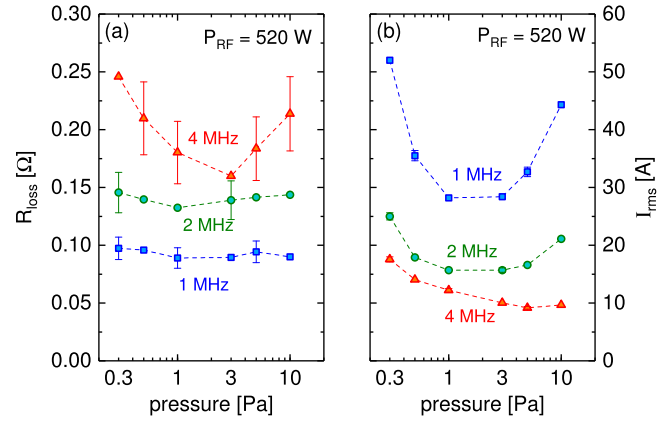 (a)
P_RF = 520 W
(b)
P_RF = 520 W
0.30
0.25
0.20
0.15
0.10
0.05
0.00
R_loss [Ω]
4 MHz
2 MHz
1 MHz
0.3
1
3
10
pressure [Pa]
1 MHz
2 MHz
4 MHz
0.3
1
3
10
pressure [Pa]
60
50
40
30
20
10
0
I_rms [A]